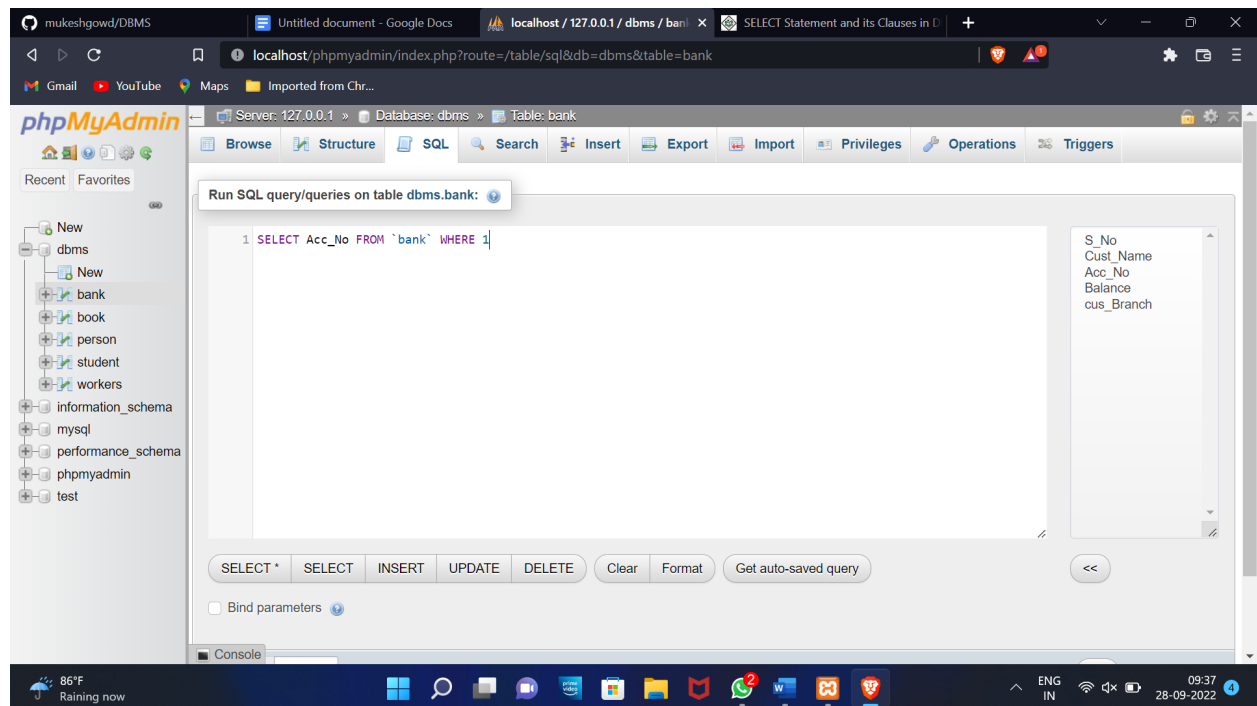 mukeshgowd/DBMS
Untitled document - Google Docs
localhost / 127.0.0.1 / dbms / bank
SELECT Statement and its Clauses in D
localhost/phpmyadmin/index.php?route=/table/sql&db=dbms&table=bank
1
Gmail
YouTube
Maps
Imported from Chr...
phpMyAdmin
Recent
Favorites
New
dbms
New
bank
book
person
student
workers
information_schema
mysql
performance_schema
phpmyadmin
test
Server: 127.0.0.1 » Database: dbms » Table: bank
Browse
Structure
SQL
Search
Insert
Export
Import
Privileges
Operations
Triggers
Run SQL query/queries on table dbms.bank:
1 SELECT Acc_No FROM `bank` WHERE 1
S_No
Cust_Name
Acc_No
Balance
cus_Branch
SELECT *
SELECT
INSERT
UPDATE
DELETE
Clear
Format
Get auto-saved query
<<
Bind parameters
Console
86°F
Raining now
prime video
2
ENG
IN
09:37
28-09-2022
4